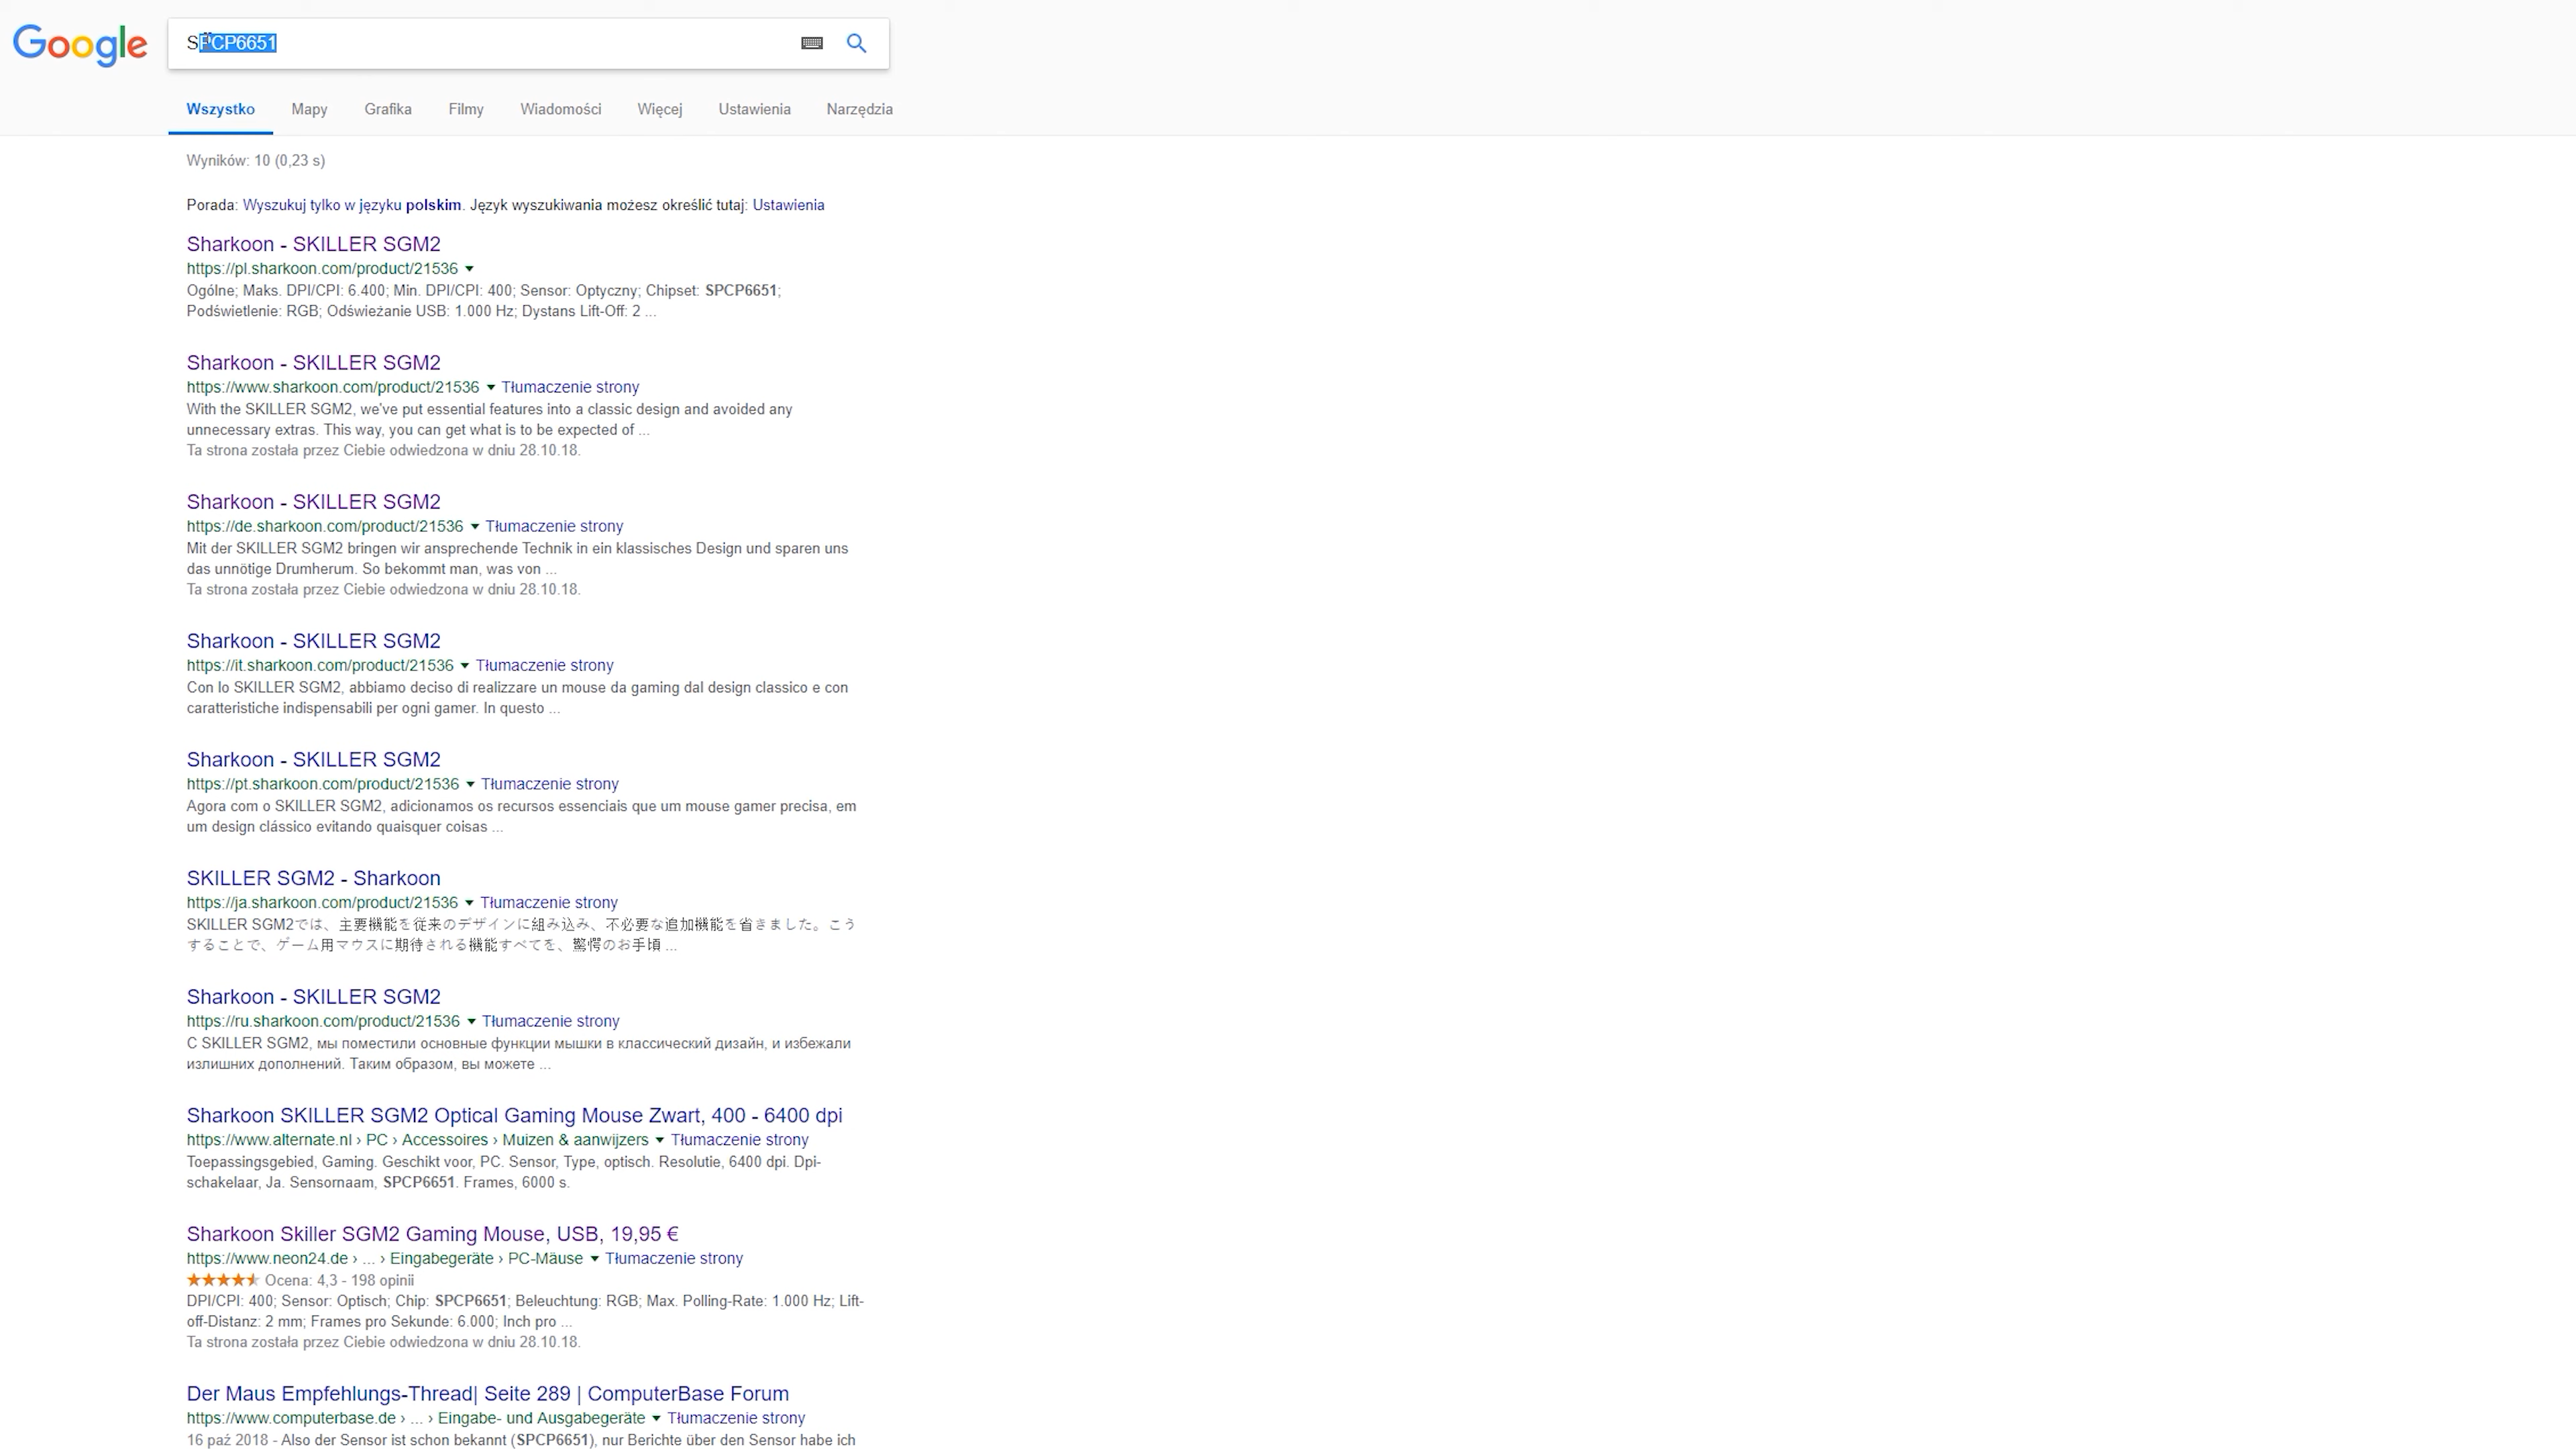 Google
SPCP6651
Wszystko Mapy Grafika Filmy Wiadomości Więcej Ustawienia Narzędzia
Wyników: 10 (0,23 s)
Porada: Wyszukuj tylko w języku polskim. Język wyszukiwania możesz określić tutaj: Ustawienia
Sharkoon - SKILLER SGM2
https://pl.sharkoon.com/product/21536
Ogólne; Maks. DPI/CPI: 6.400; Min. DPI/CPI: 400; Sensor: Optyczny; Chipset: SPCP6651;
Podświetlenie: RGB; Odświeżanie USB: 1.000 Hz; Dystans Lift-Off: 2 ...
Sharkoon - SKILLER SGM2
https://www.sharkoon.com/product/21536 Tłumaczenie strony
With the SKILLER SGM2, we've put essential features into a classic design and avoided any
unnecessary extras. This way, you can get what is to be expected of ...
Ta strona została przez Ciebie odwiedzona w dniu 28.10.18.
Sharkoon - SKILLER SGM2
https://de.sharkoon.com/product/21536 Tłumaczenie strony
Mit der SKILLER SGM2 bringen wir ansprechende Technik in ein klassisches Design und sparen uns
das unnötige Drumherum. So bekommt man, was von ...
Ta strona została przez Ciebie odwiedzona w dniu 28.10.18.
Sharkoon - SKILLER SGM2
https://it.sharkoon.com/product/21536 Tłumaczenie strony
Con lo SKILLER SGM2, abbiamo deciso di realizzare un mouse da gaming dal design classico e con
caratteristiche indispensabili per ogni gamer. In questo ...
Sharkoon - SKILLER SGM2
https://pt.sharkoon.com/product/21536 Tłumaczenie strony
Agora com o SKILLER SGM2, adicionamos os recursos essenciais que um mouse gamer precisa, em
um design clássico evitando quaisquer coisas ...
SKILLER SGM2 - Sharkoon
https://ja.sharkoon.com/product/21536 Tłumaczenie strony
SKILLER SGM2では、主要機能を従来のデザインに組み込み、不必要な追加機能を省きました。こう
することで、ゲーム用マウスに期待される機能すべてを、驚愕のお手頃 ...
Sharkoon - SKILLER SGM2
https://ru.sharkoon.com/product/21536 Tłumaczenie strony
С SKILLER SGM2, мы поместили основные функции мышки в классический дизайн, и избежали
излишних дополнений. Таким образом, вы можете ...
Sharkoon SKILLER SGM2 Optical Gaming Mouse Zwart, 400 - 6400 dpi
https://www.alternate.nl › PC › Accessoires › Muizen & aanwijzers Tłumaczenie strony
Toepassingsgebied, Gaming. Geschikt voor, PC. Sensor, Type, optisch. Resolutie, 6400 dpi. Dpi-
schakelaar, Ja. Sensornaam, SPCP6651. Frames, 6000 s.
Sharkoon Skiller SGM2 Gaming Mouse, USB, 19,95 €
https://www.neon24.de › ... › Eingabegeräte › PC-Mäuse Tłumaczenie strony
Ocena: 4,3 - 198 opinii
DPI/CPI: 400; Sensor: Optisch; Chip: SPCP6651; Beleuchtung: RGB; Max. Polling-Rate: 1.000 Hz; Lift-
off-Distanz: 2 mm; Frames pro Sekunde: 6.000; Inch pro ...
Ta strona została przez Ciebie odwiedzona w dniu 28.10.18.
Der Maus Empfehlungs-Thread| Seite 289 | ComputerBase Forum
https://www.computerbase.de › ... › Eingabe- und Ausgabegeräte Tłumaczenie strony
16 paź 2018 - Also der Sensor ist schon bekannt (SPCP6651), nur Berichte über den Sensor habe ich